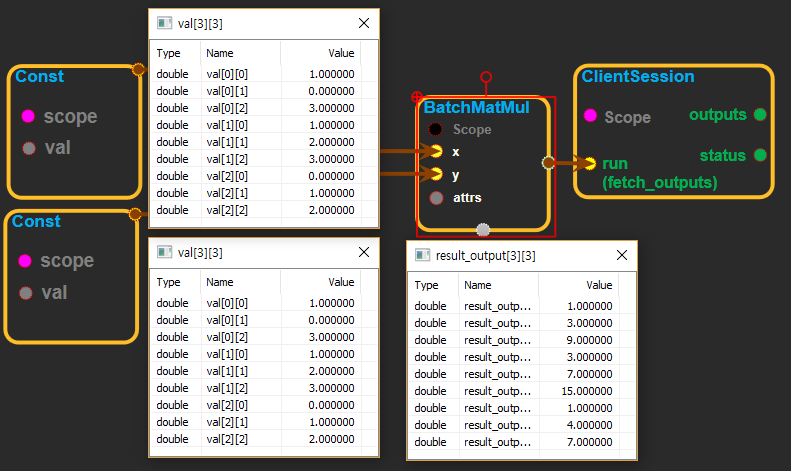 val[3][3]
Type Name Value
double val[0][0] 1.000000
double val[0][1] 0.000000
double val[0][2] 3.000000
double val[1][0] 1.000000
double val[1][1] 2.000000
double val[1][2] 3.000000
double val[2][0] 0.000000
double val[2][1] 1.000000
double val[2][2] 2.000000
Const
scope
val
Const
scope
val
BatchMatMul
Scope
x
y
attrs
ClientSession
Scope
outputs
status
run
(fetch_outputs)
val[3][3]
Type Name Value
double val[0][0] 1.000000
double val[0][1] 0.000000
double val[0][2] 3.000000
double val[1][0] 1.000000
double val[1][1] 2.000000
double val[1][2] 3.000000
double val[2][0] 0.000000
double val[2][1] 1.000000
double val[2][2] 2.000000
result_output[3][3]
Type Name Value
double result_outp... 1.000000
double result_outp... 3.000000
double result_outp... 9.000000
double result_outp... 3.000000
double result_outp... 7.000000
double result_outp... 15.000000
double result_outp... 1.000000
double result_outp... 4.000000
double result_outp... 7.000000